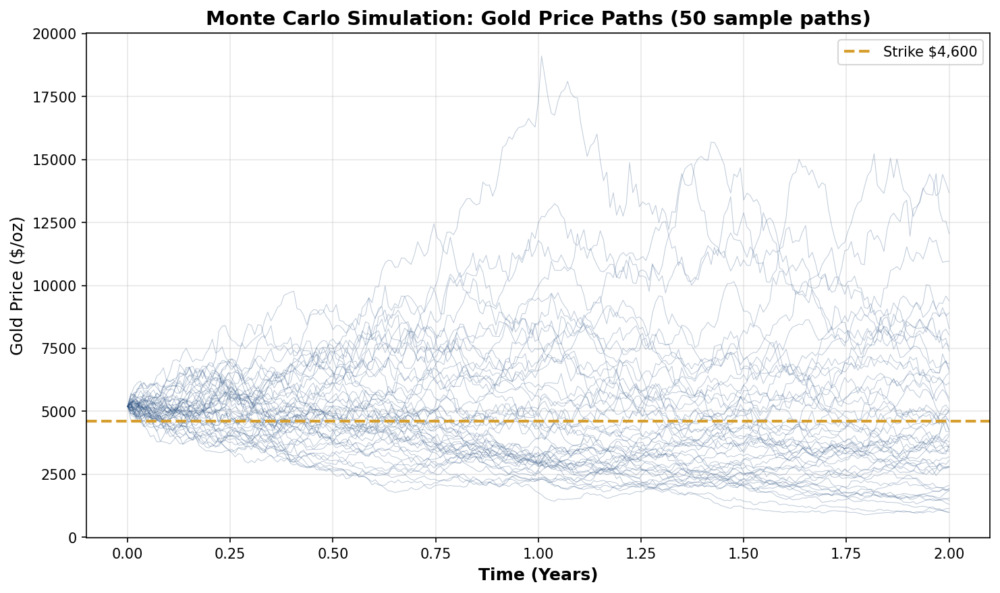 Monte Carlo Simulation: Gold Price Paths (50 sample paths)
Strike $4,600
Gold Price ($/oz)
20000
17500
15000
12500
10000
7500
5000
2500
0
0.00 0.25 0.50 0.75 1.00 1.25 1.50 1.75 2.00
Time (Years)